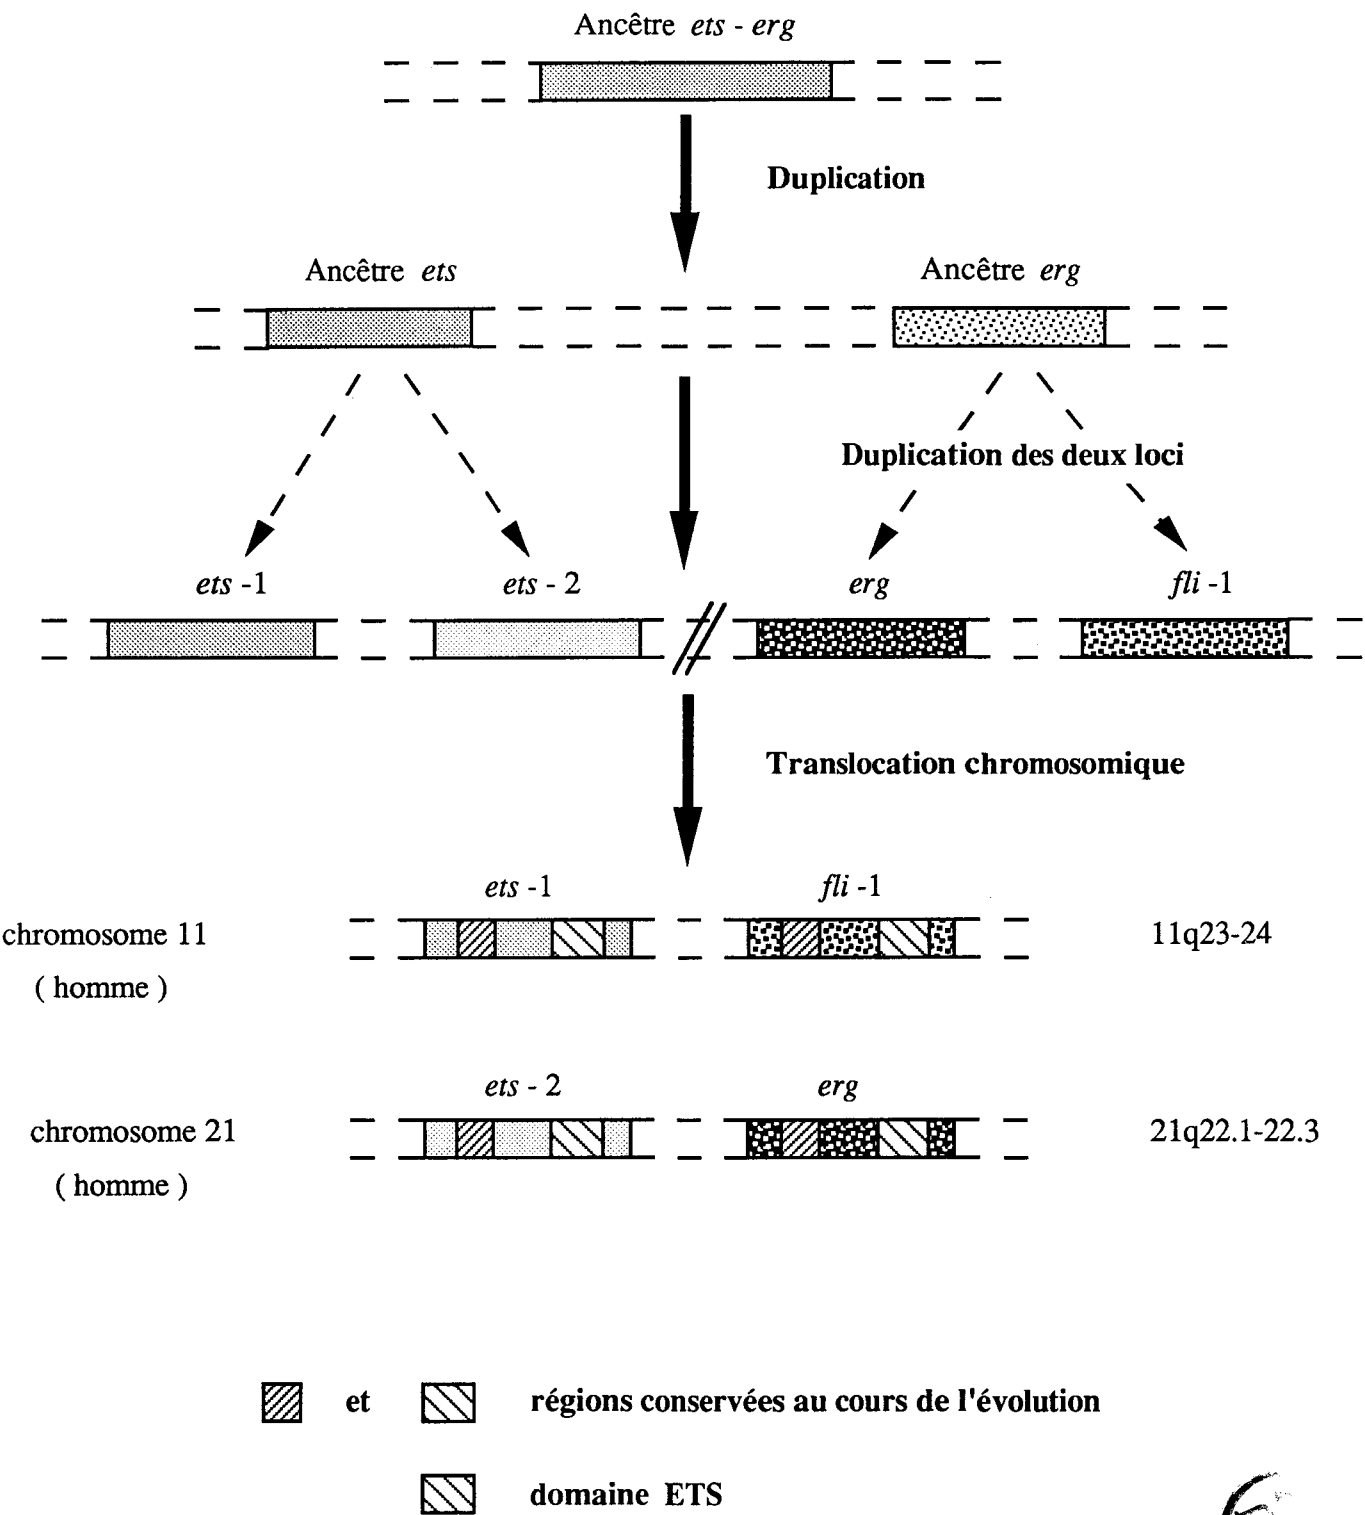 Ancêtre ets - erg
Duplication
Ancêtre ets
Ancêtre erg
Duplication des deux loci
ets -1
ets - 2
erg
fli -1
Translocation chromosomique
ets -1
fli -1
chromosome 11
( homme )
11q23-24
ets - 2
erg
chromosome 21
( homme )
21q22.1-22.3
et
régions conservées au cours de l'évolution
domaine ETS